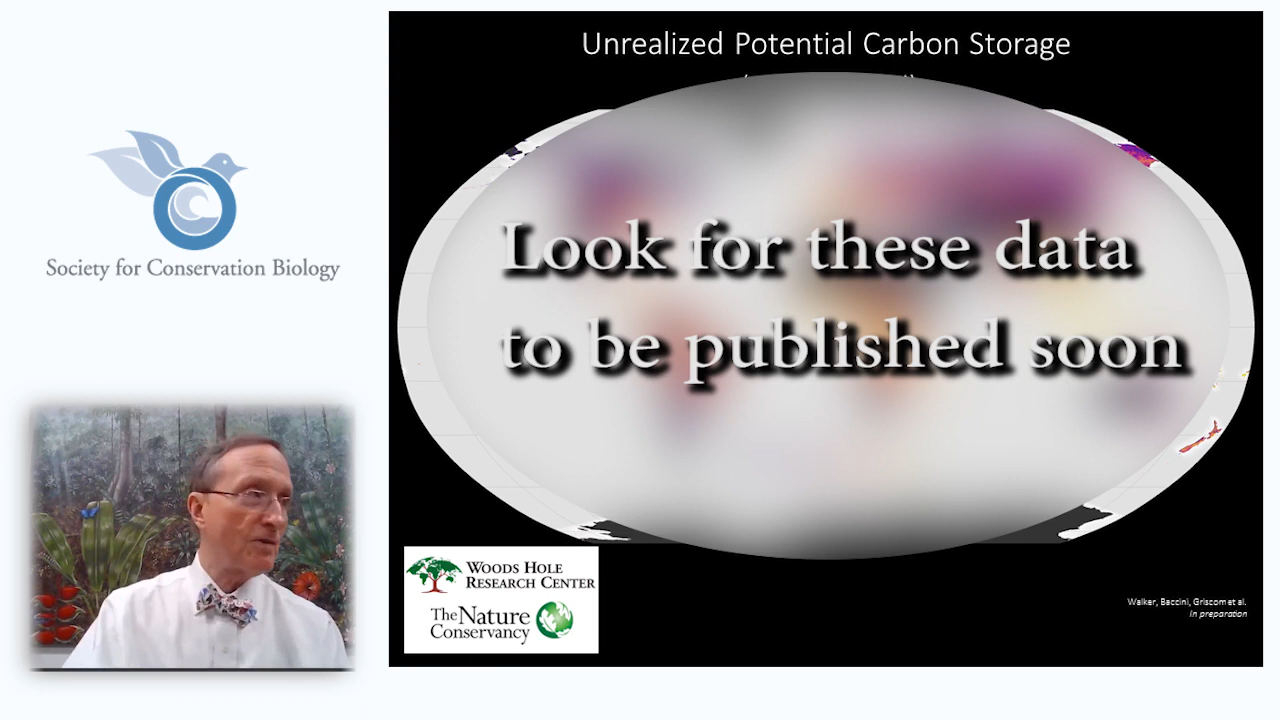 Unrealized Potential Carbon Storage
Look for these data
to be published soon
Society for Conservation Biology
WOODS HOLE
RESEARCH CENTER
The Nature
Conservancy
Walker, Baccini, Griscom et al.
In preparation